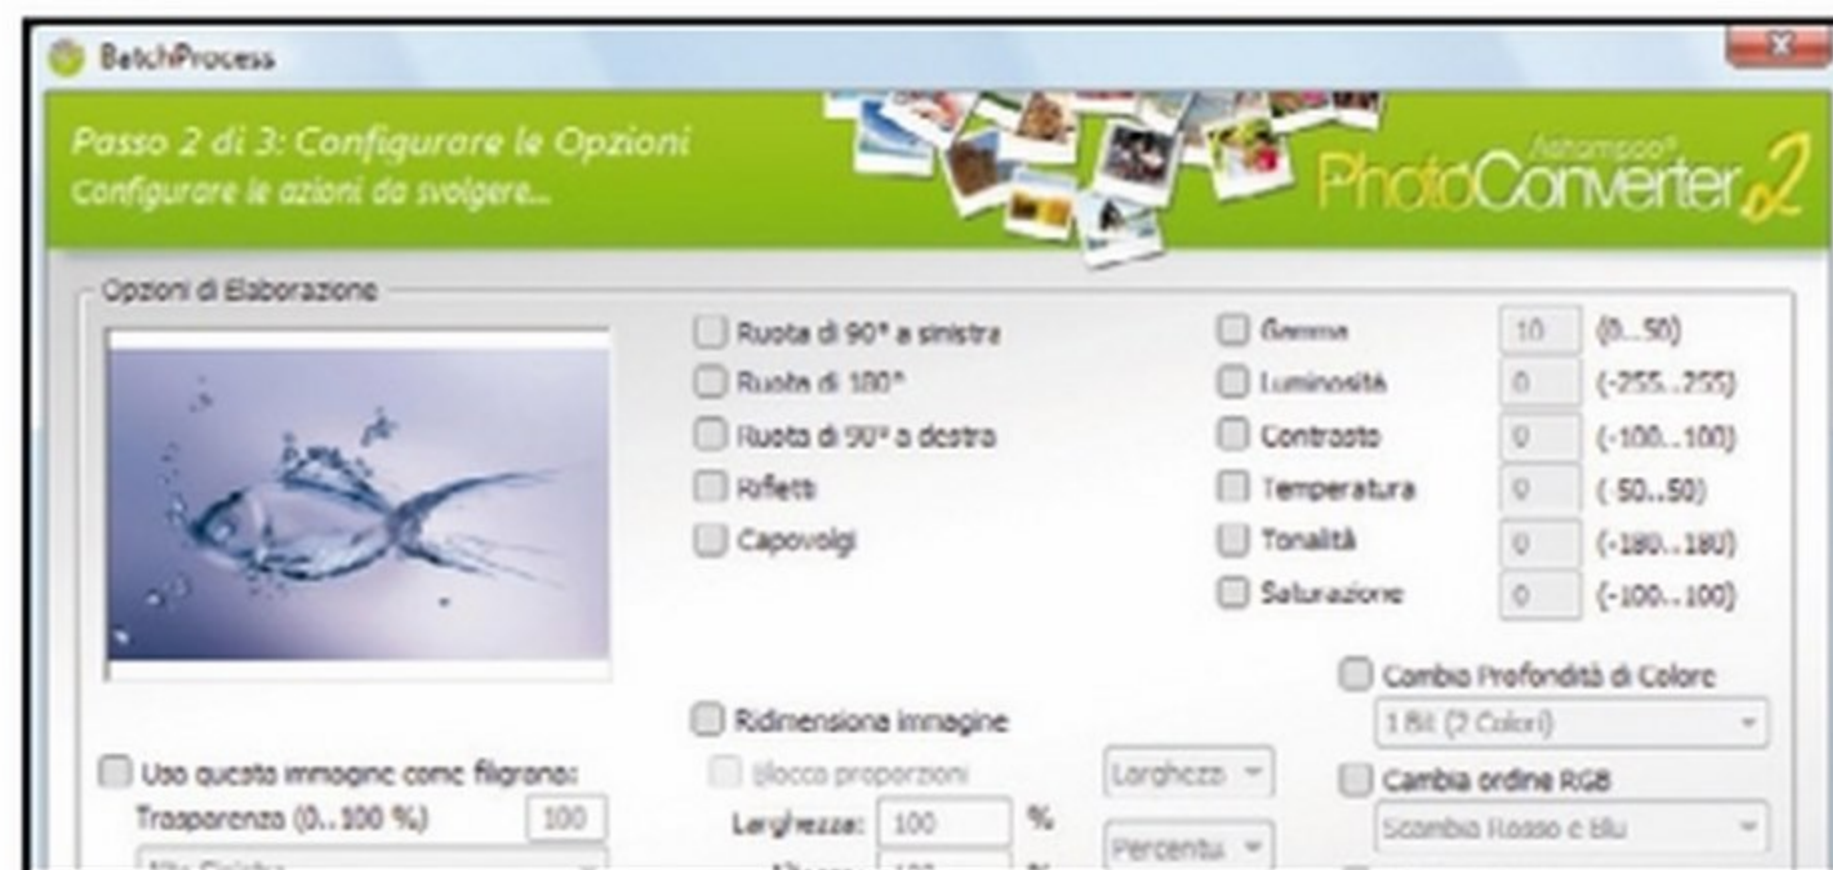 BatchProcess
Passo 2 di 3: Configurare le Opzioni
Configurare le azioni da svolgere...
Ashampoo®
PhotoConverter 2
Opzioni di Elaborazione
Ruota di 90° a sinistra
Ruota di 180°
Ruota di 90° a destra
Rifletti
Capovolgi
Gamma 10 (0...50)
Luminosità 0 (-255...255)
Contrasto 0 (-100...100)
Temperatura 0 (-50..50)
Tonalità 0 (-180...180)
Saturazione 0 (-100...100)
Cambia Profondità di Colore
1 Bit (2 Colori)
Ridimensiona immagine
Usa questa immagine come filigrana:
Blocca proporzioni
Larghezz
Cambia ordine RGB
Trasparenza (0..100 %) 100
Larghezza: 100 %
Percentu
Scambia Rosso e Blu